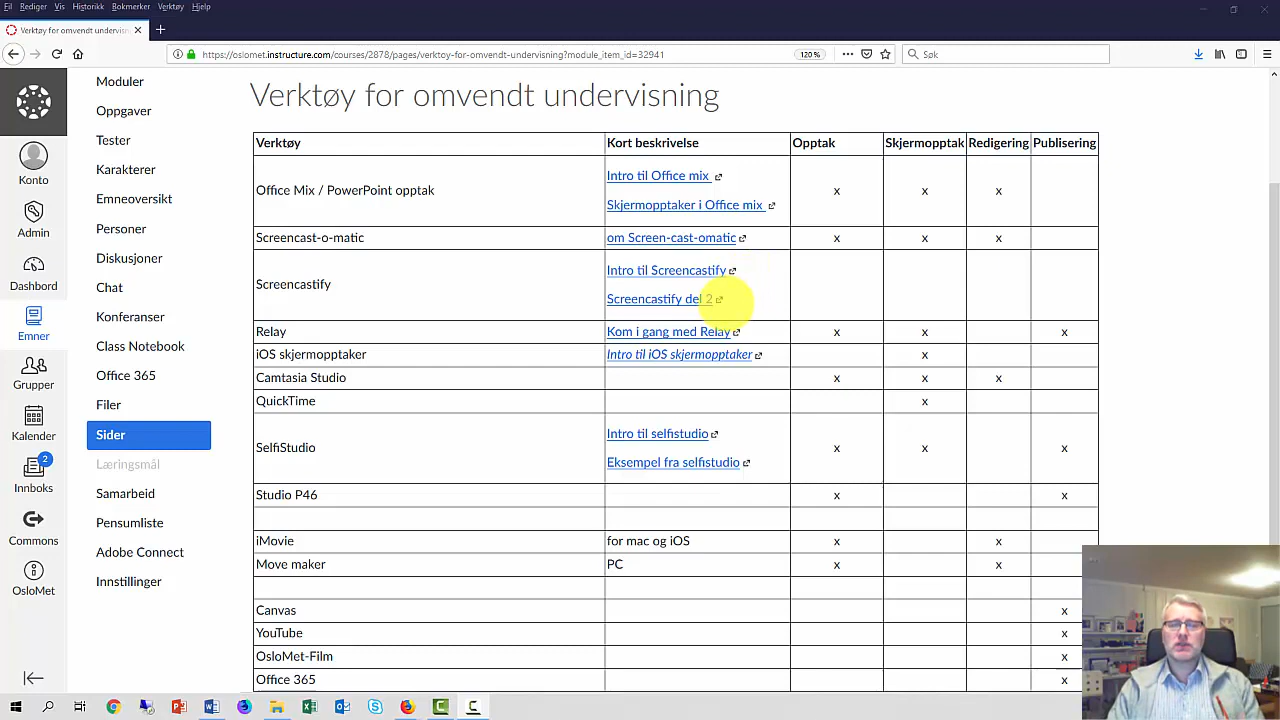 Fil Rediger Vis Historikk Bokmerker Verktøy Hjelp
Verktøy for omvendt undervisn
https://oslomet.instructure.com/courses/2878/pages/verktoy-for-omvendt-undervisning?module_item_id=32941
120 %
Søk
Konto
Admin
Dashbord
Emner
Grupper
Kalender
2
Innboks
Commons
OsloMet
Moduler
Oppgaver
Tester
Karakterer
Emneoversikt
Personer
Diskusjoner
Chat
Konferanser
Class Notebook
Office 365
Filer
Sider
Læringsmål
Samarbeid
Pensumliste
Adobe Connect
Innstillinger
Verktøy for omvendt undervisning
Verktøy Kort beskrivelse Opptak Skjermopptak Redigering Publisering
Office Mix / PowerPoint opptak Intro til Office mix x x x
Skjermopptaker i Office mix
Screencast-o-matic om Screen-cast-omatic x x x
Screencastify Intro til Screencastify
Screencastify del 2
Relay Kom i gang med Relay x x x
iOS skjermopptaker Intro til iOS skjermopptaker x
Camtasia Studio x x x
QuickTime x
SelfiStudio Intro til selfistudio x x x
Eksempel fra selfistudio
Studio P46 x x
iMovie for mac og iOS x x
Move maker PC x x
Canvas x
YouTube x
OsloMet-Film x
Office 365 x